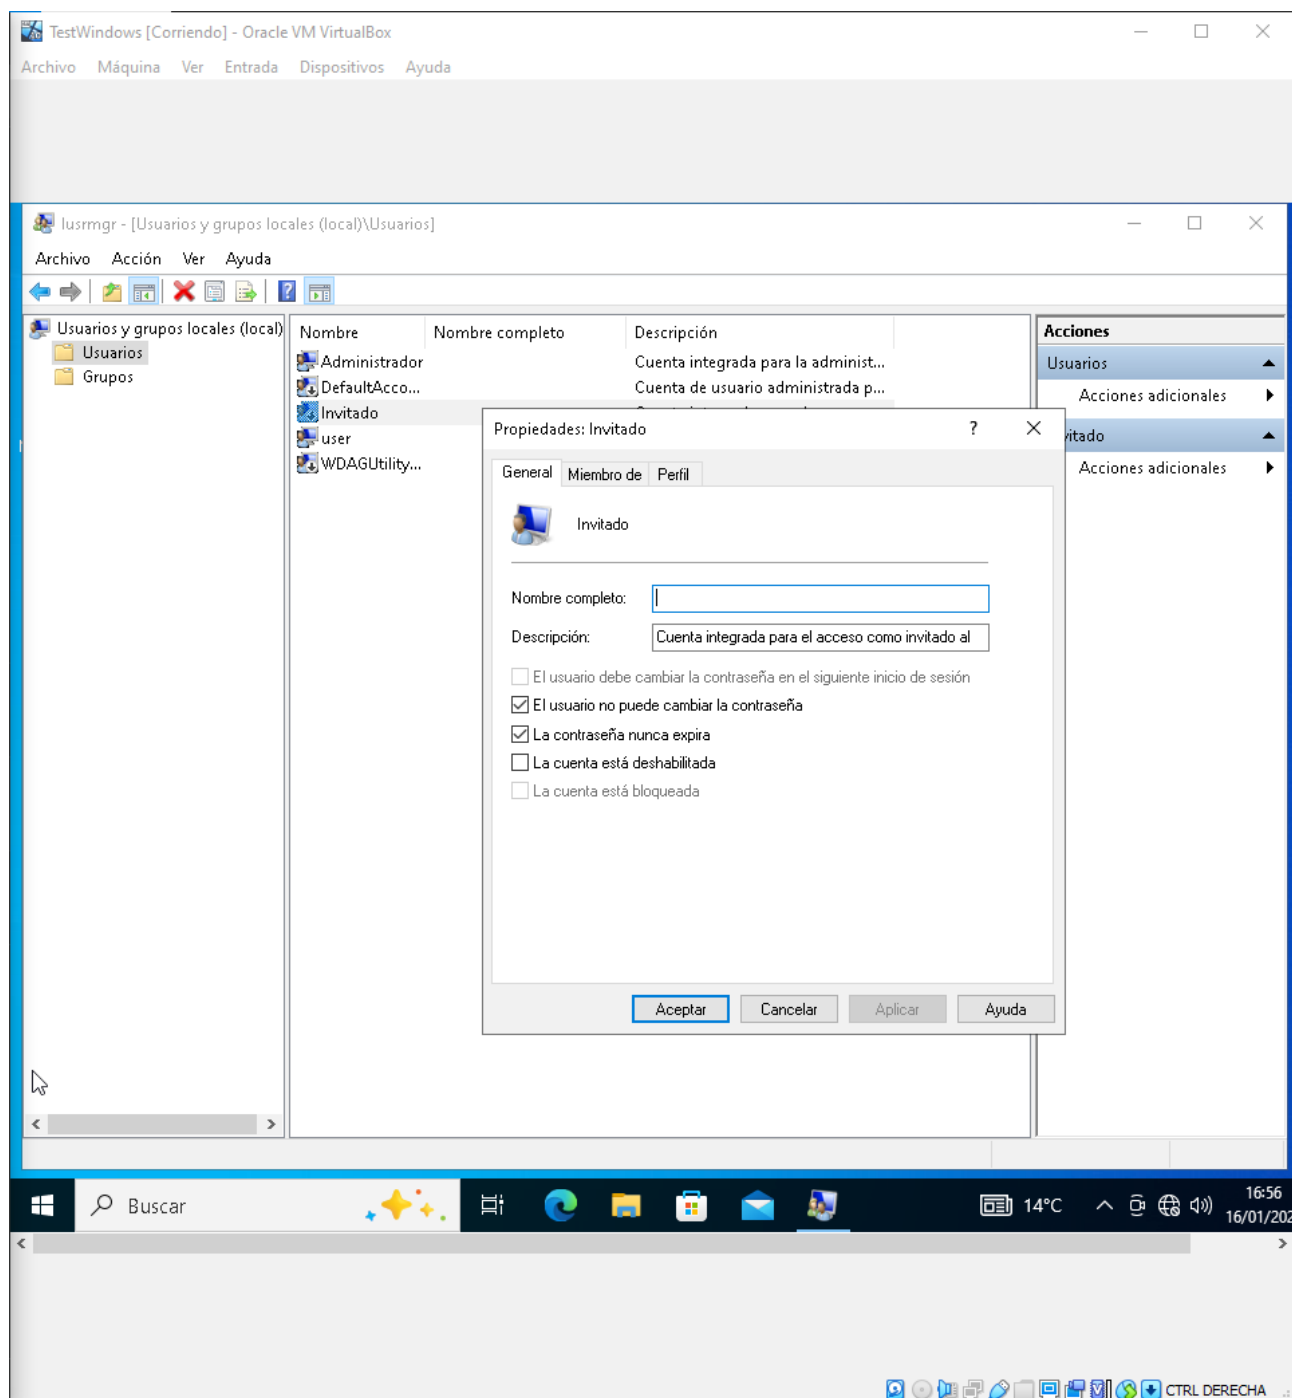 TestWindows [Corriendo] - Oracle VM VirtualBox
Archivo Máquina Ver Entrada Dispositivos Ayuda
lusrmgr - [Usuarios y grupos locales (local)\Usuarios]
Archivo Acción Ver Ayuda
Usuarios y grupos locales (local)
Usuarios
Grupos
Nombre Nombre completo Descripción
Administrador Cuenta integrada para la administ...
DefaultAcco... Cuenta de usuario administrada p...
Invitado
user
WDAGUtility...
Acciones
Usuarios
Acciones adicionales
vitado
Acciones adicionales
Propiedades: Invitado
General Miembro de Perfil
Invitado
Nombre completo:
Descripción: Cuenta integrada para el acceso como invitado al
El usuario debe cambiar la contraseña en el siguiente inicio de sesión
El usuario no puede cambiar la contraseña
La contraseña nunca expira
La cuenta está deshabilitada
La cuenta está bloqueada
Aceptar Cancelar Aplicar Ayuda
Buscar
14°C
16:56
16/01/202
CTRL DERECHA